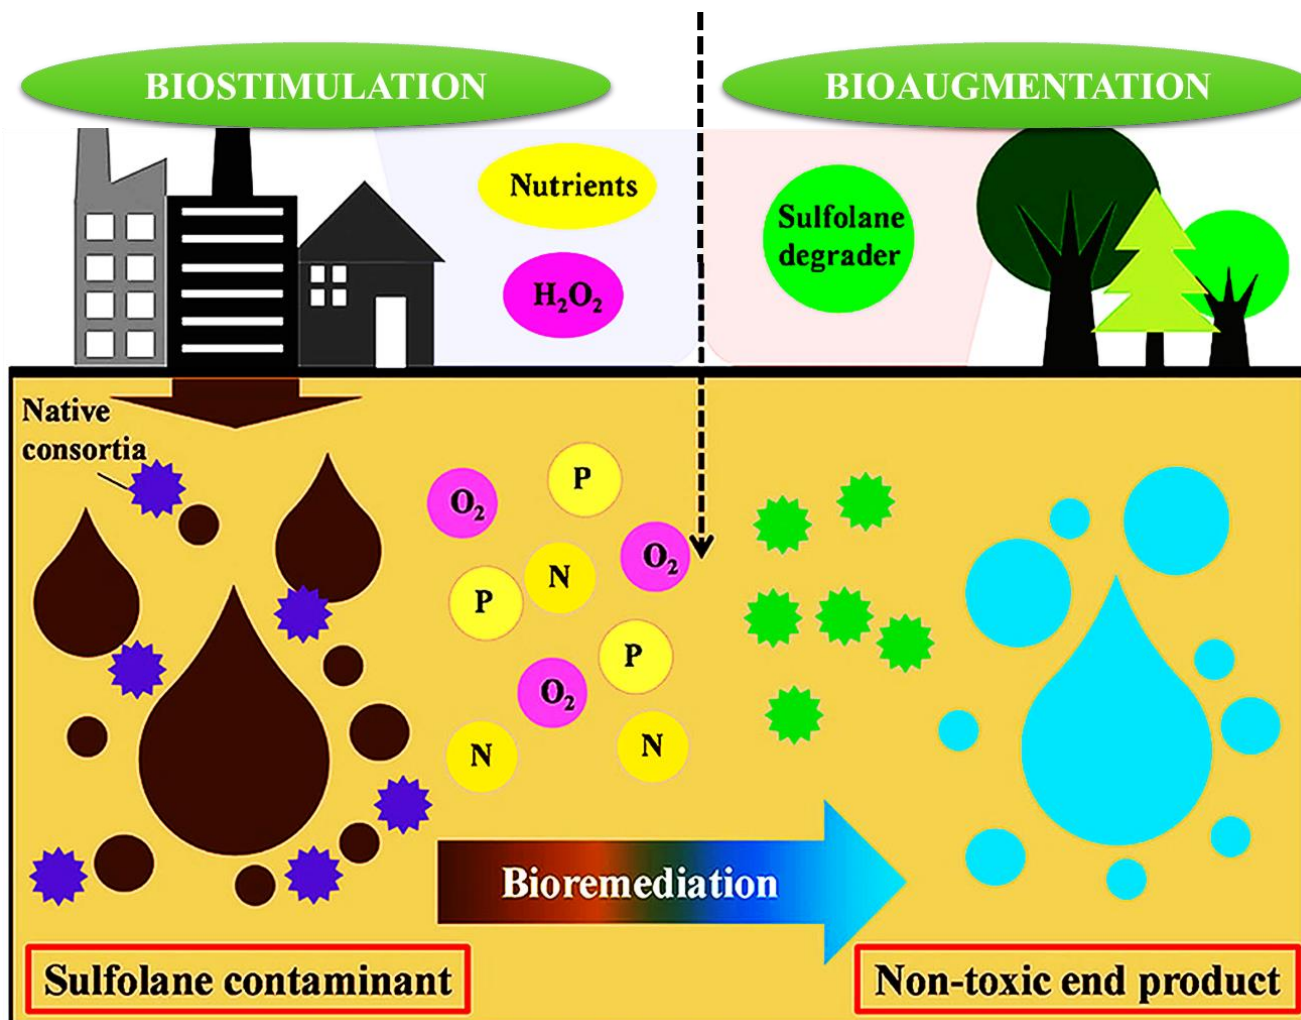 BIOSTIMULATION
BIOAUGMENTATION
Nutrients
H₂O₂
Sulfolane
degrader
Native
consortia
P
O₂
O₂
N
P
P
O₂
N
N
Bioremediation
Sulfolane contaminant
Non-toxic end product